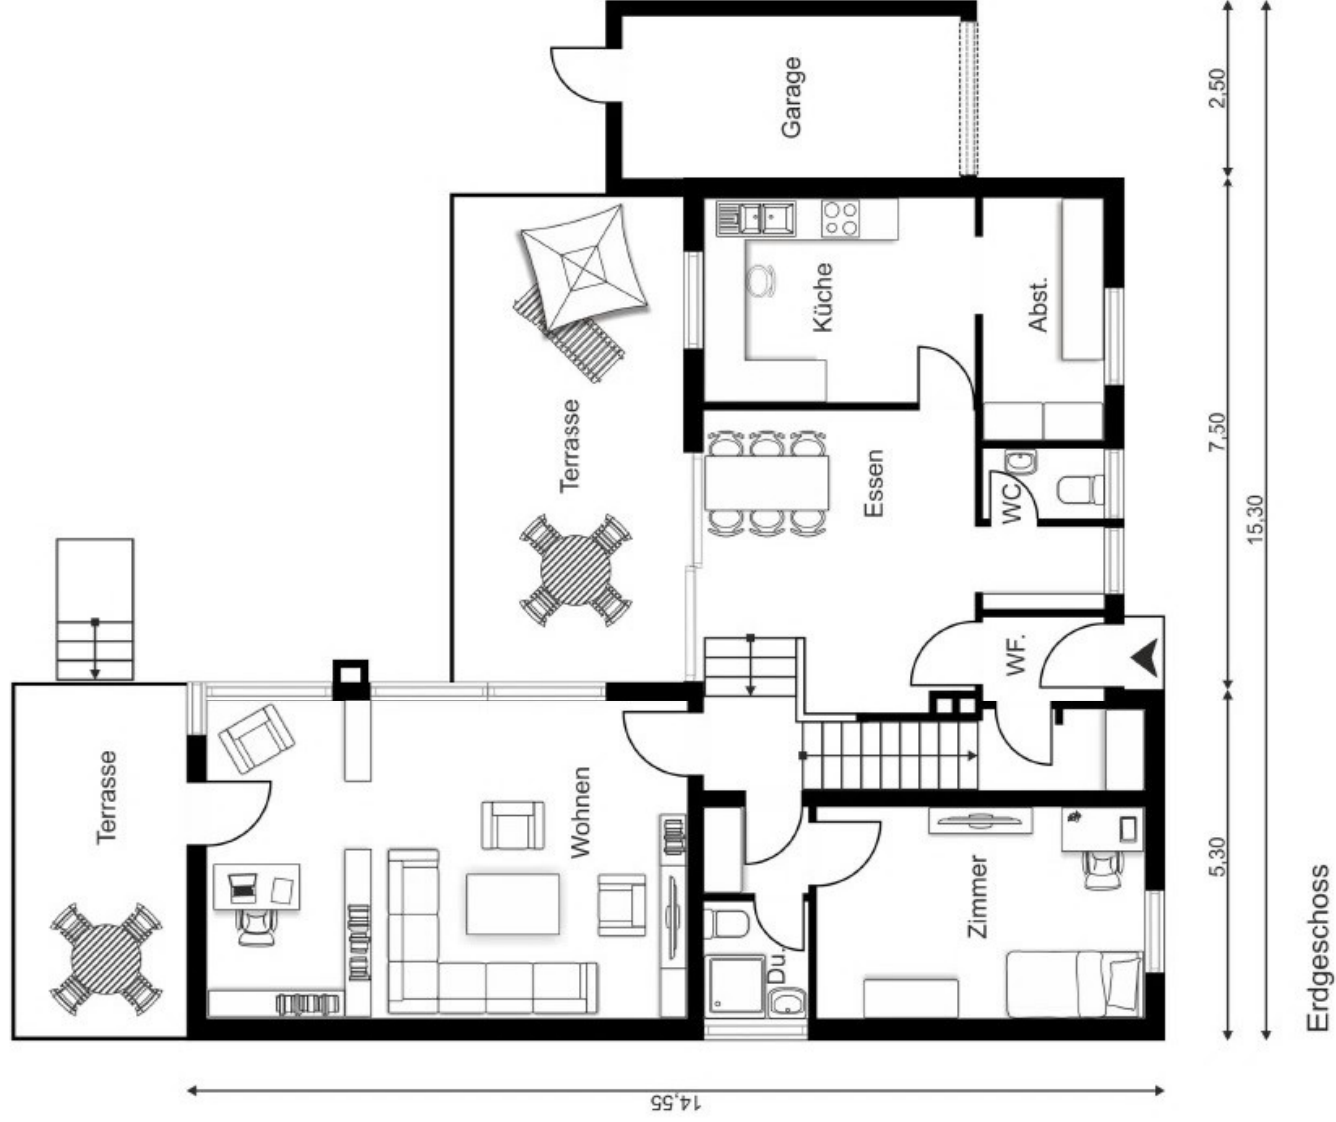 Garage
2,50
Küche
Abst.
Terrasse
Essen
WC
7,50
15,30
WF.
Terrasse
Wohnen
Zimmer
Du.
5,30
Erdgeschoss
14,55